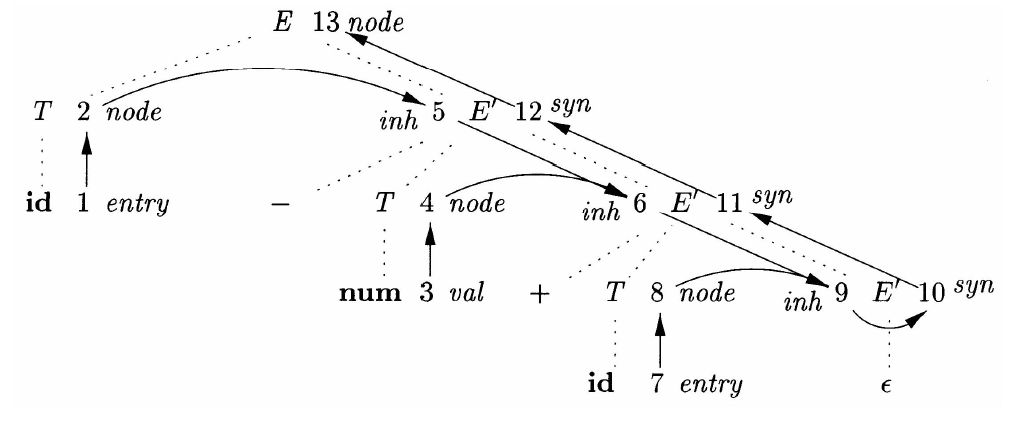 E 13 node
T 2 node inh 5 E′ 12 syn
id 1 entry − T 4 node inh 6 E′ 11 syn
num 3 val + T 8 node inh 9 E′ 10 syn
id 7 entry ϵ